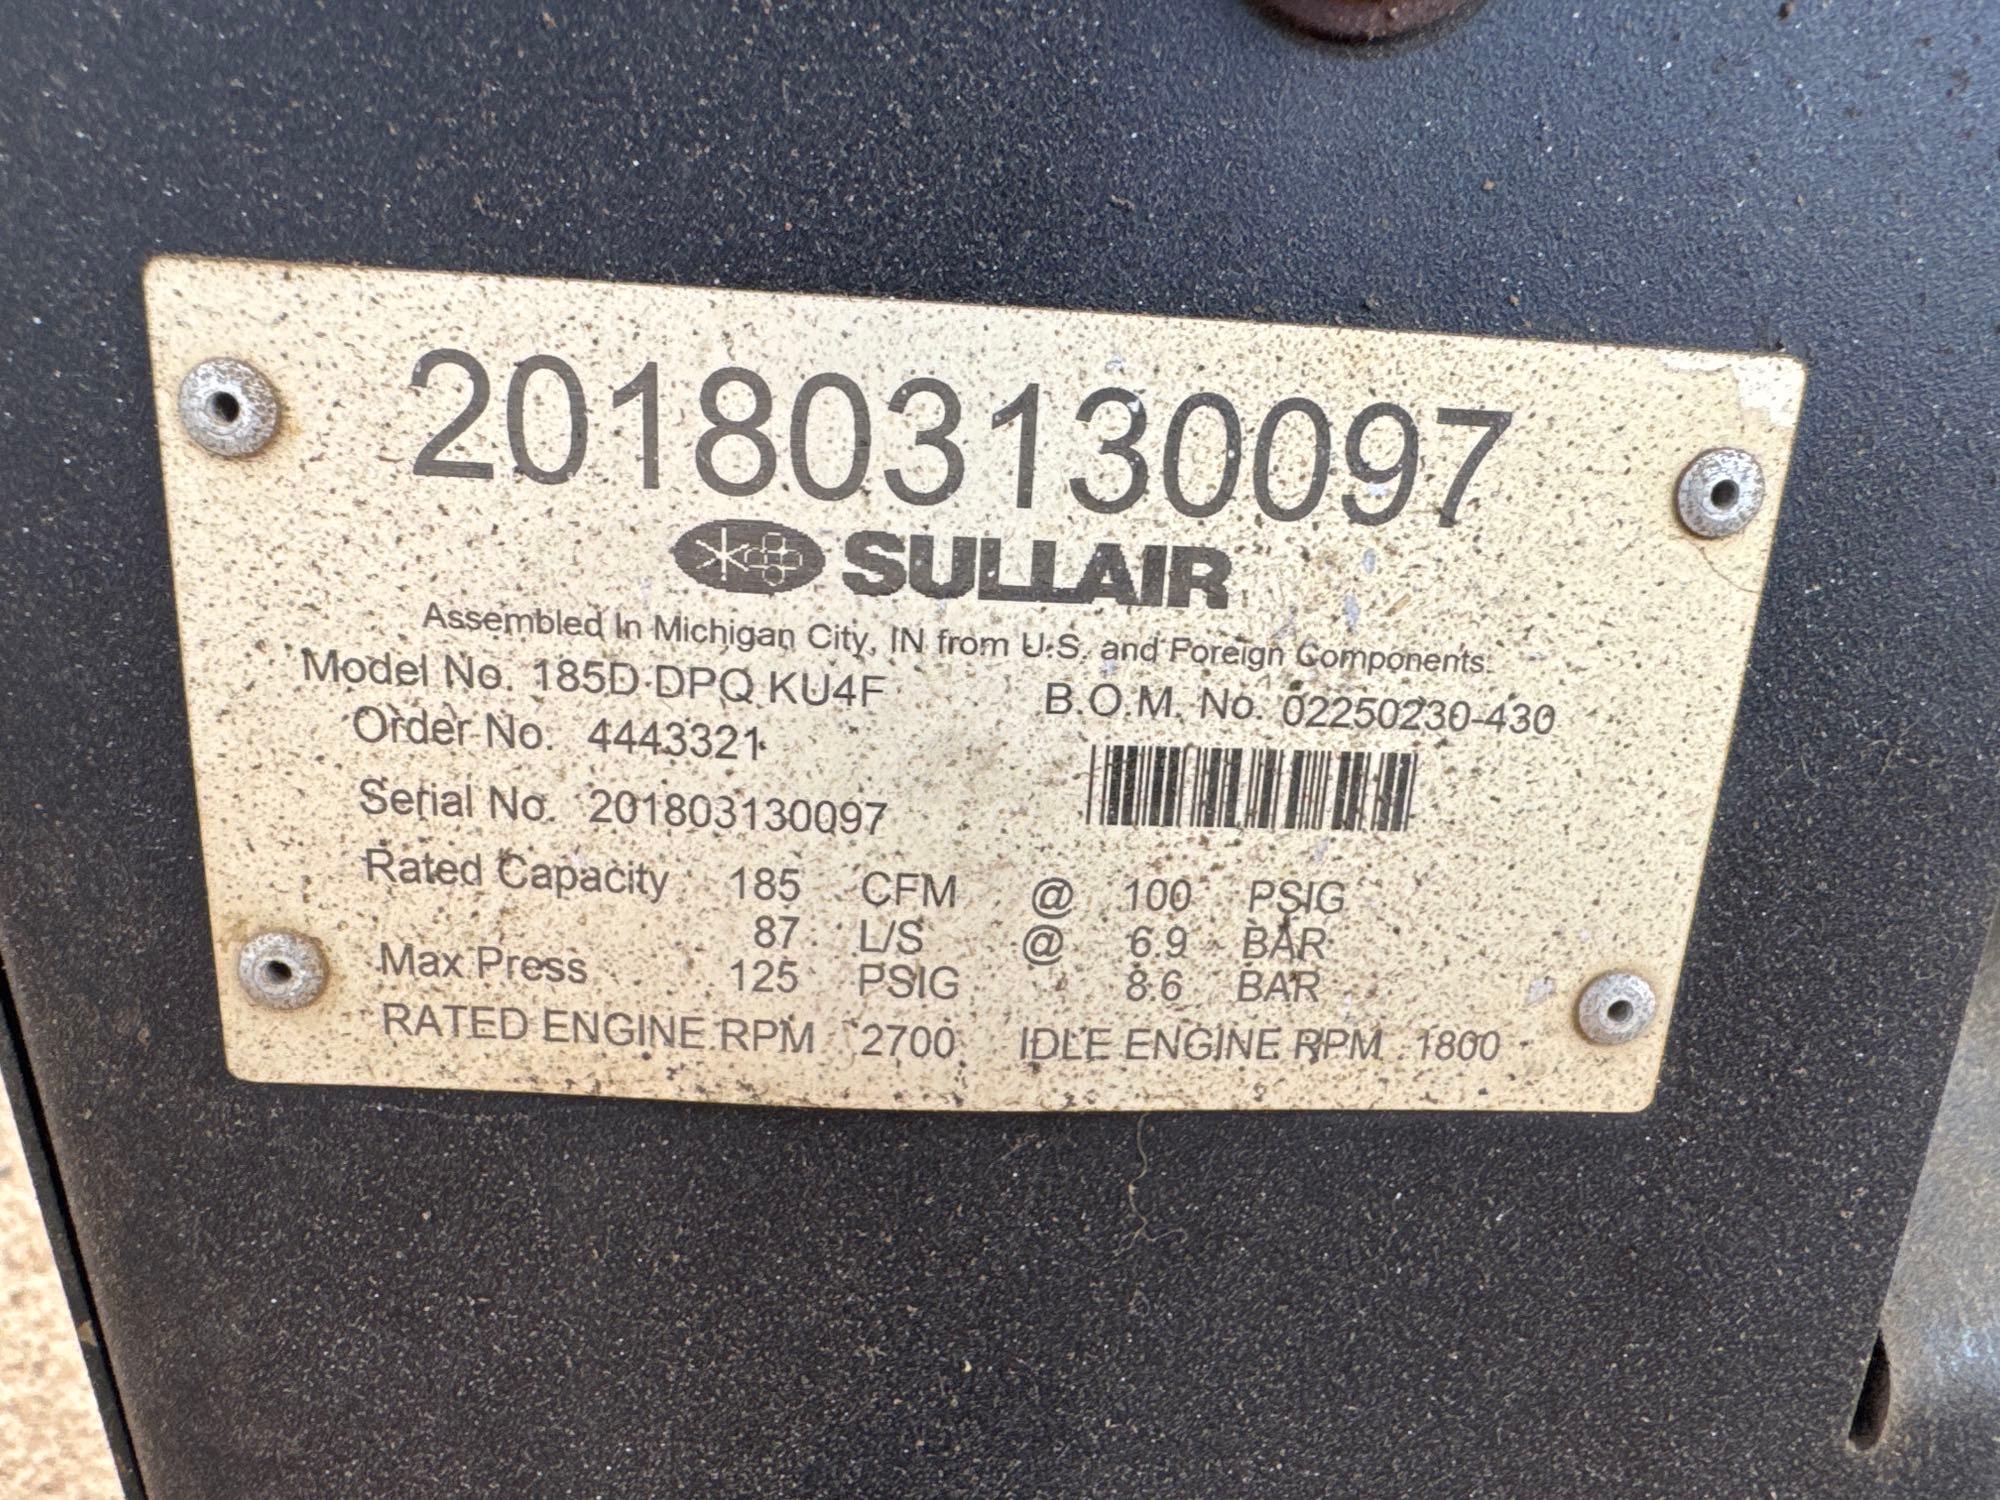 201803130097
SULLAIR
Assembled In Michigan City, IN from U.S. and Foreign Components.
Model No. 185D-DPQ KU4F B.O.M. No. 02250230-430
Order No. 4443321
Serial No. 201803130097
Rated Capacity 185 CFM @ 100 PSIG
87 L/S @ 6.9 BAR
Max Press 125 PSIG 8.6 BAR
RATED ENGINE RPM 2700 IDLE ENGINE RPM 1800